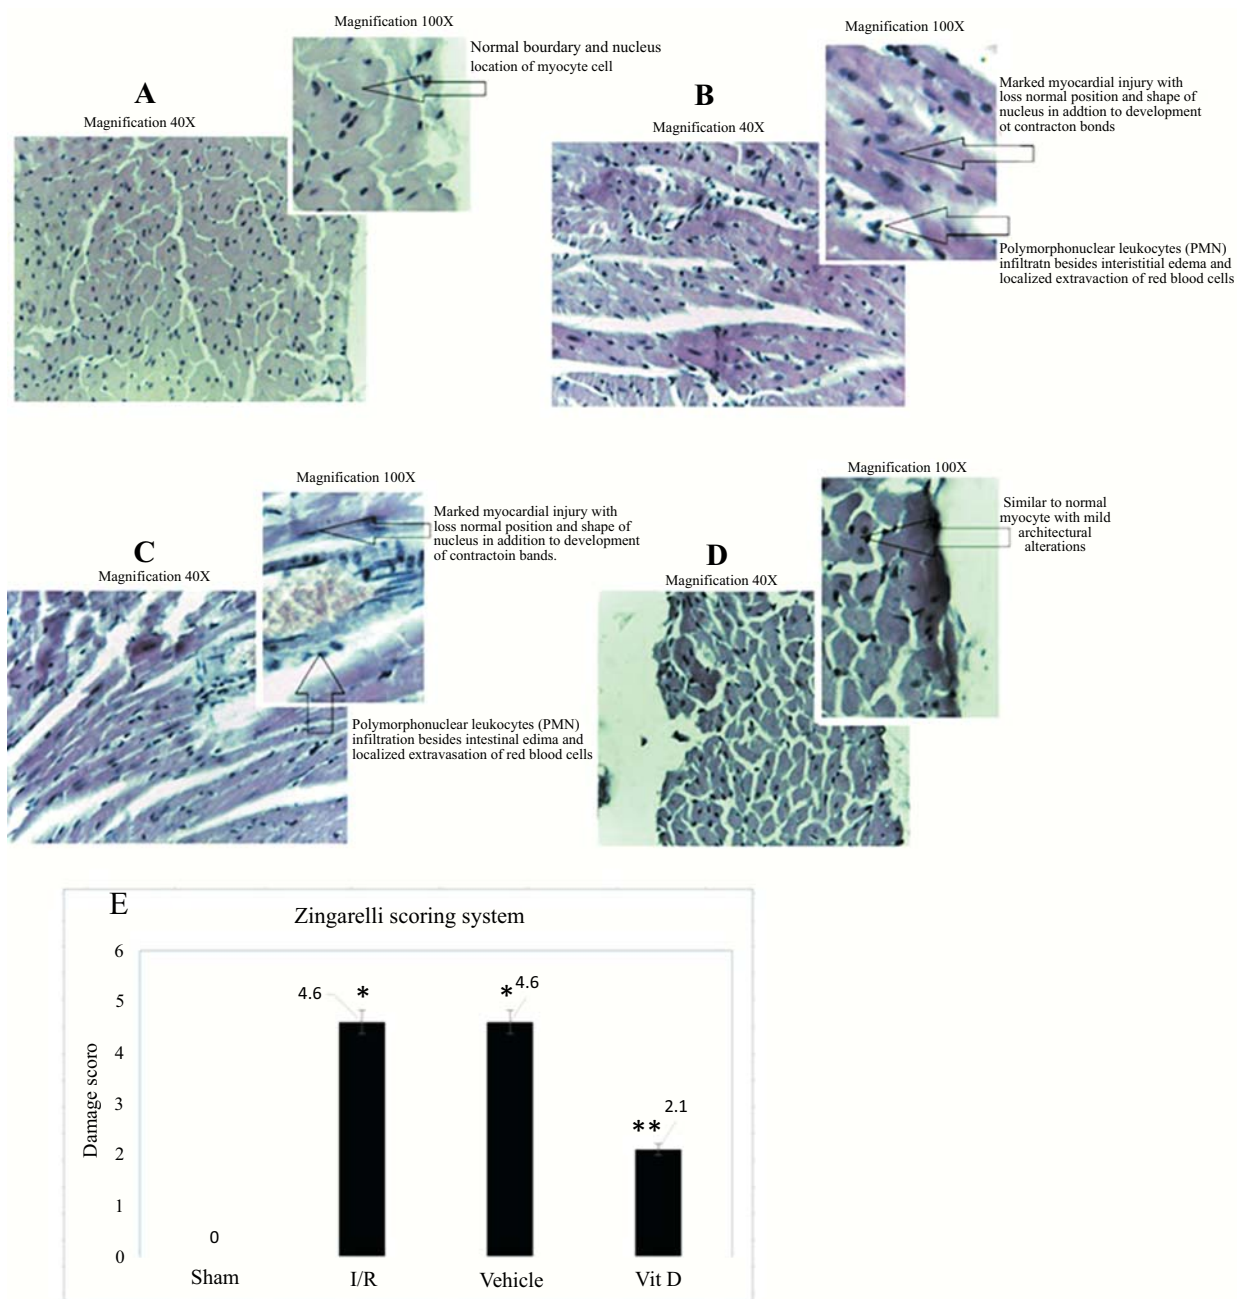 Magnification 100X
Normal bourdary and nucleus
location of myocyte cell
A
Magnification 40X
Magnification 100X
B
Magnification 40X
Marked myocardial injury with
loss normal position and shape of
nucleus in addtion to development
ot contracton bonds
Polymorphonuclear leukocytes (PMN)
infiltratn besides interistitial edema and
localized extravaction of red blood cells
Magnification 100X
C
Magnification 40X
Marked myocardial injury with
loss normal position and shape of
nucleus in addition to development
of contractoin bands.
Polymorphonuclear leukocytes (PMN)
infiltration besides intestinal edima and
localized extravasation of red blood cells
Magnification 100X
D
Magnification 40X
Similar to normal
myocyte with mild
architectural
alterations
E
Zingarelli scoring system
Damage scoro
6
5
4
3
2
1
0
4.6
*
*
4.6
**
2.1
0
Sham
I/R
Vehicle
Vit D